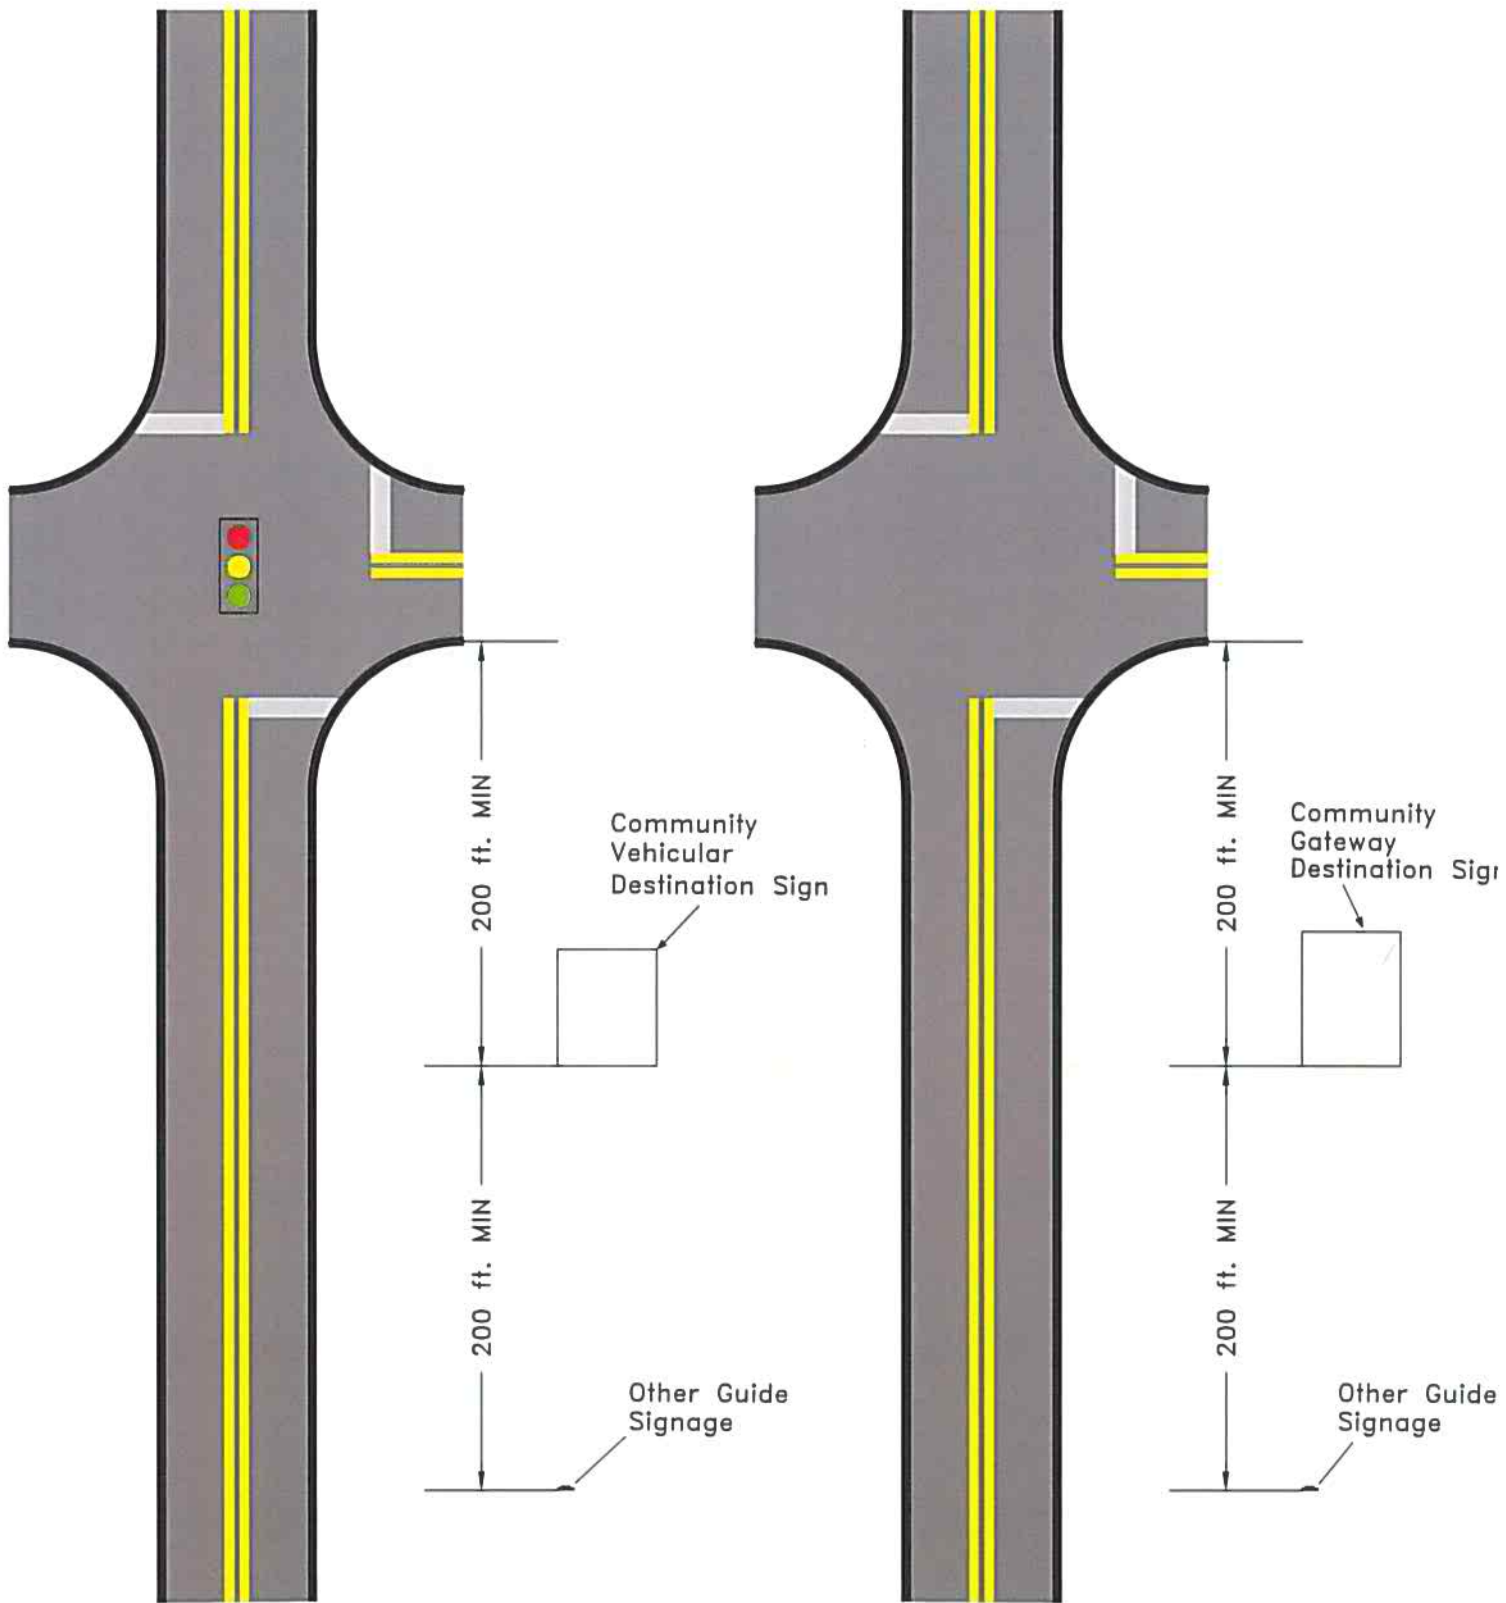 200 ft. MIN
Community
Vehicular
Destination Sign
200 ft. MIN
Other Guide
Signage
200 ft. MIN
Community
Gateway
Destination Sign
200 ft. MIN
Other Guide
Signage